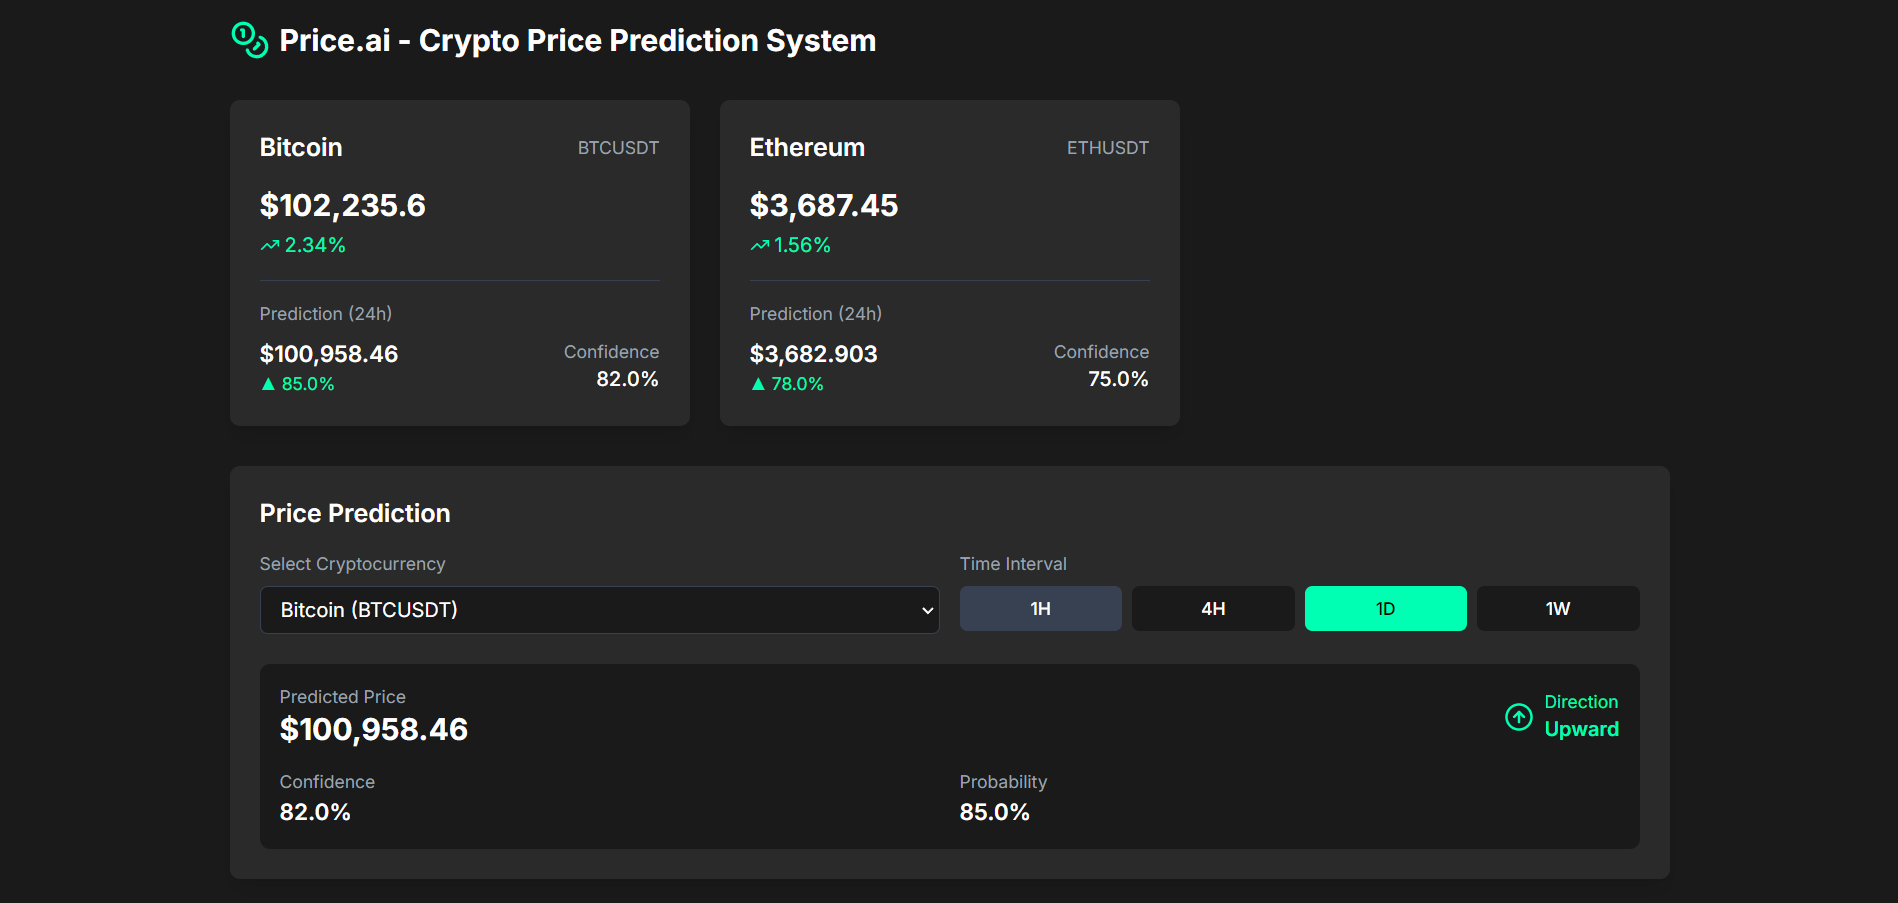 Price.ai - Crypto Price Prediction System
Bitcoin
BTCUSDT
$102,235.6
2.34%
Prediction (24h)
$100,958.46
▲ 85.0%
Confidence
82.0%
Ethereum
ETHUSDT
$3,687.45
1.56%
Prediction (24h)
$3,682.903
▲ 78.0%
Confidence
75.0%
Price Prediction
Select Cryptocurrency
Bitcoin (BTCUSDT)
Time Interval
1H
4H
1D
1W
Predicted Price
$100,958.46
Direction
Upward
Confidence
82.0%
Probability
85.0%